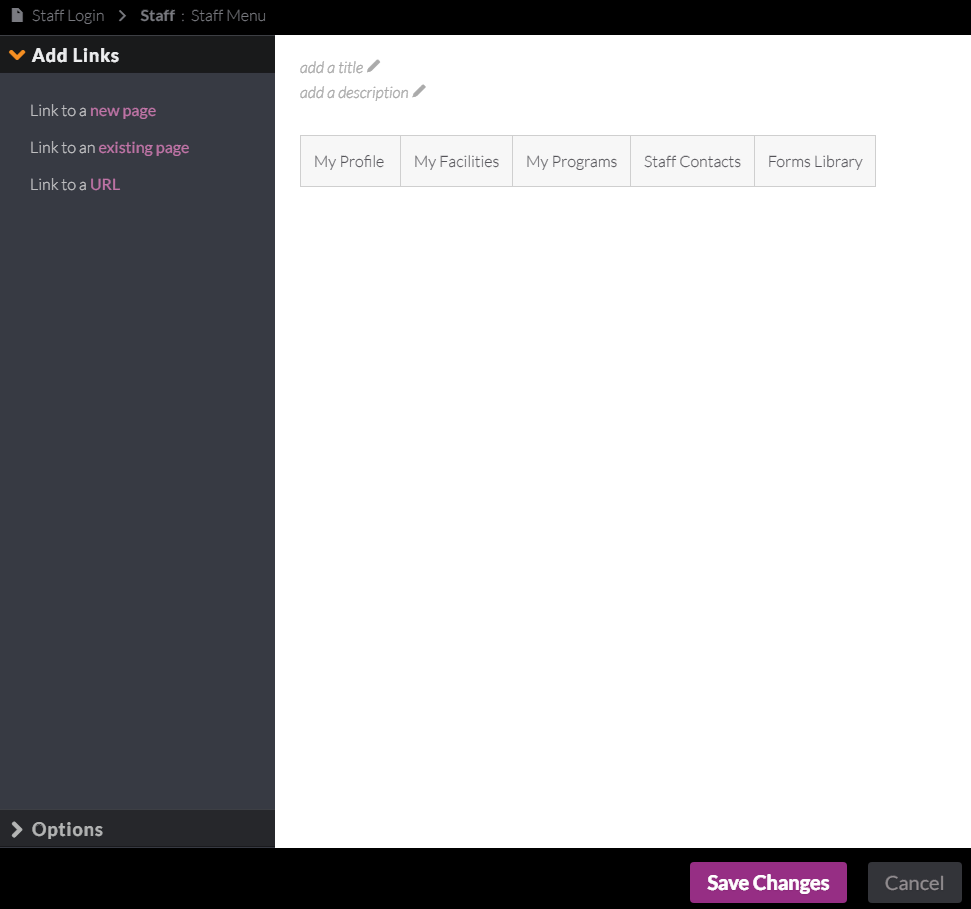 Staff Login > Staff : Staff Menu
Add Links
Link to a new page
Link to an existing page
Link to a URL
add a title
add a description
My Profile My Facilities My Programs Staff Contacts Forms Library
Options
Save Changes Cancel